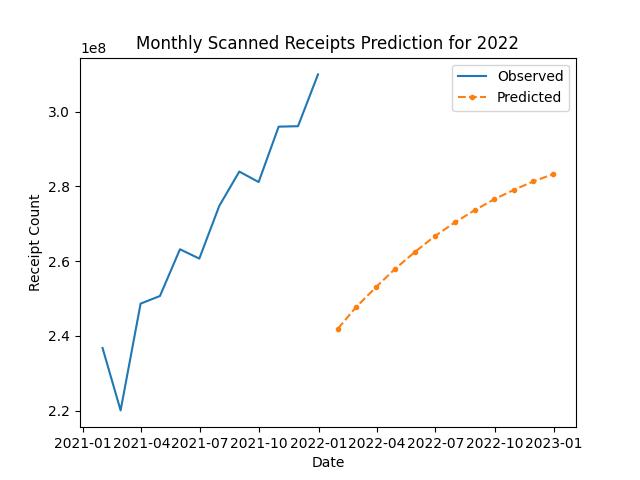 Monthly Scanned Receipts Prediction for 2022
1e8
Observed
Predicted
3.0
2.8
2.6
2.4
2.2
Receipt Count
2021-01 2021-04 2021-07 2021-10 2022-01 2022-04 2022-07 2022-10 2023-01
Date